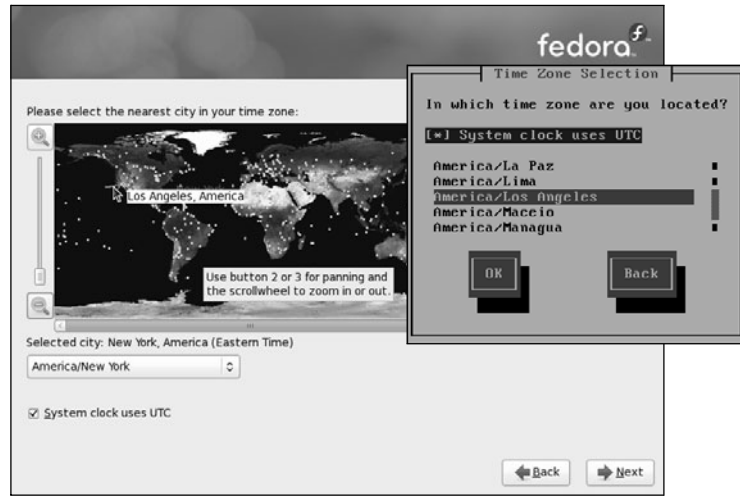 fedora
Please select the nearest city in your time zone:
Los Angeles, America
Use button 2 or 3 for panning and
the scrollwheel to zoom in or out.
Selected city: New York, America (Eastern Time)
America/New York
System clock uses UTC
Back
Next
Time Zone Selection
In which time zone are you located?
[*] System clock uses UTC
America/La Paz
America/Lima
America/Los Angeles
America/Maceio
America/Managua
OK
Back